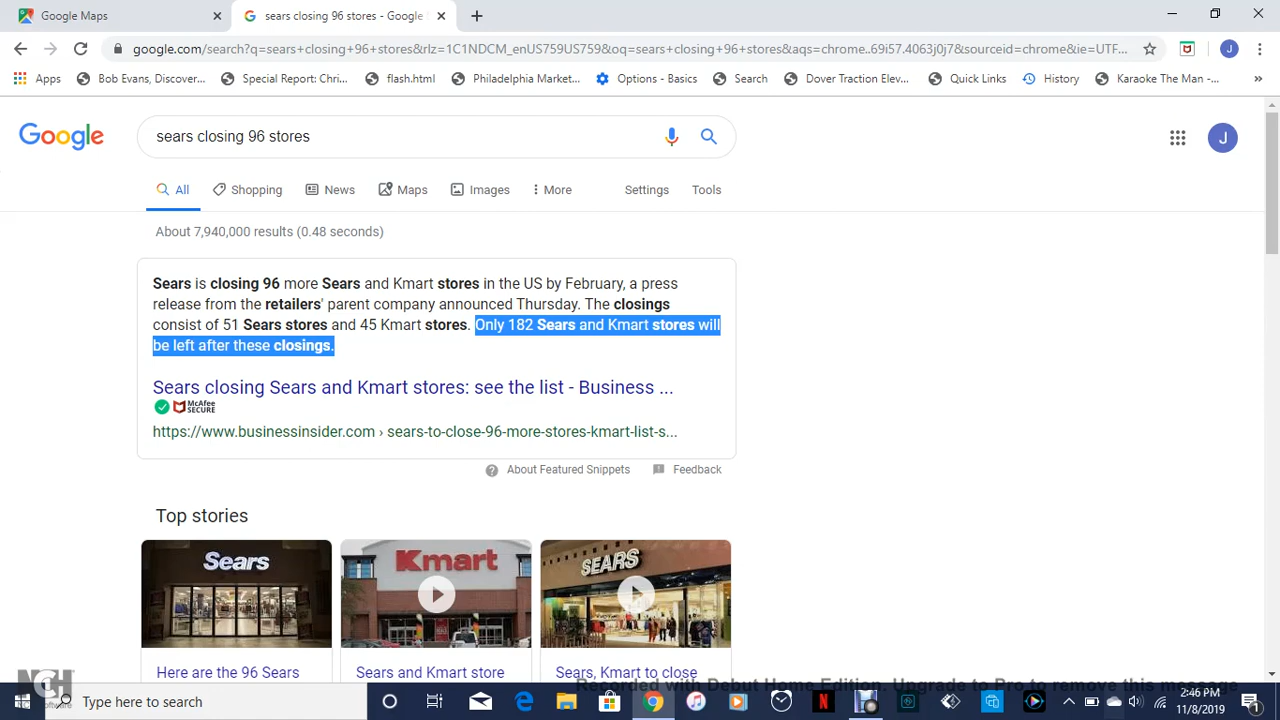 Google Maps
sears closing 96 stores - Google
google.com/search?q=sears+closing+96+stores&rlz=1C1NDCM_enUS759US759&oq=sears+closing+96+stores&aqs=chrome..69i57.4063j0j7&sourceid=chrome&ie=UTF...
J
Apps
Bob Evans, Discover...
Special Report: Chri...
flash.html
Philadelphia Market...
Options - Basics
Search
Dover Traction Elev...
Quick Links
History
Karaoke The Man -...
»
Google
sears closing 96 stores
J
All
Shopping
News
Maps
Images
More
Settings
Tools
About 7,940,000 results (0.48 seconds)
Sears is closing 96 more Sears and Kmart stores in the US by February, a press
release from the retailers' parent company announced Thursday. The closings
consist of 51 Sears stores and 45 Kmart stores. Only 182 Sears and Kmart stores will
be left after these closings.
Sears closing Sears and Kmart stores: see the list - Business ...
McAfee
SECURE
https://www.businessinsider.com › sears-to-close-96-more-stores-kmart-list-s...
About Featured Snippets
Feedback
Top stories
Sears
Kmart
SEARS
Here are the 96 Sears
Sears and Kmart store
Sears, Kmart to close
NCH
Software
Recorded with Debut Home Edition. Upgrade to Pro to remove this message
Type here to search
2:46 PM
11/8/2019